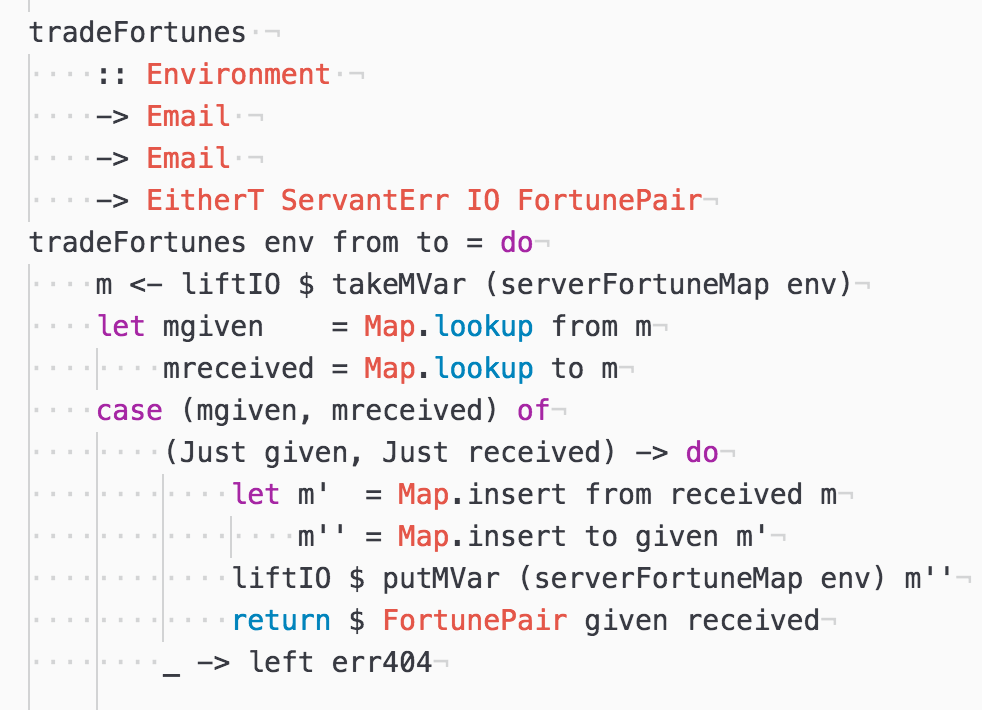 tradeFortunes
    :: Environment
    -> Email
    -> Email
    -> EitherT ServantErr IO FortunePair
tradeFortunes env from to = do
    m <- liftIO $ takeMVar (serverFortuneMap env)
    let mgiven    = Map.lookup from m
        mreceived = Map.lookup to m
    case (mgiven, mreceived) of
        (Just given, Just received) -> do
            let m'  = Map.insert from received m
                m'' = Map.insert to given m'
            liftIO $ putMVar (serverFortuneMap env) m''
            return $ FortunePair given received
        _ -> left err404